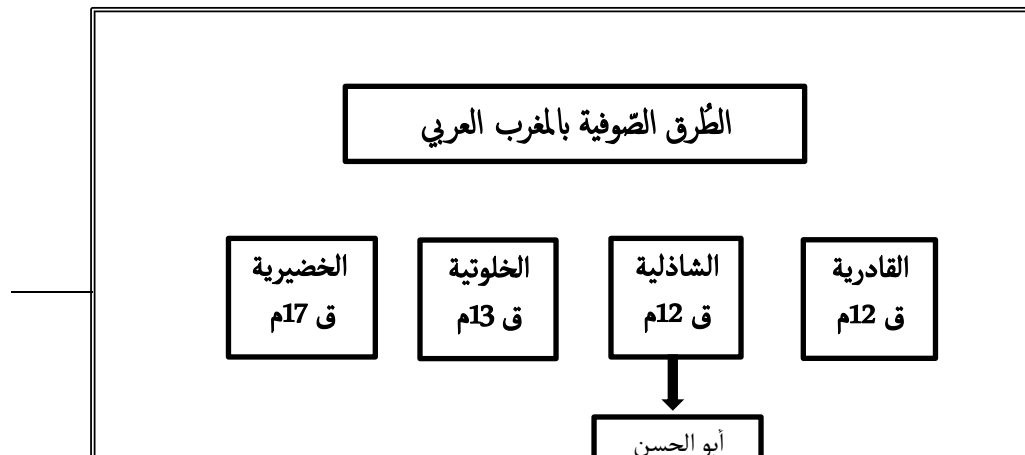 الطُرق الصّوفية بالمغرب العربي
القادرية
ق 12م
الشاذلية
ق 12م
الخلوتية
ق 13م
الخضيرية
ق 17م
أبو الحسن